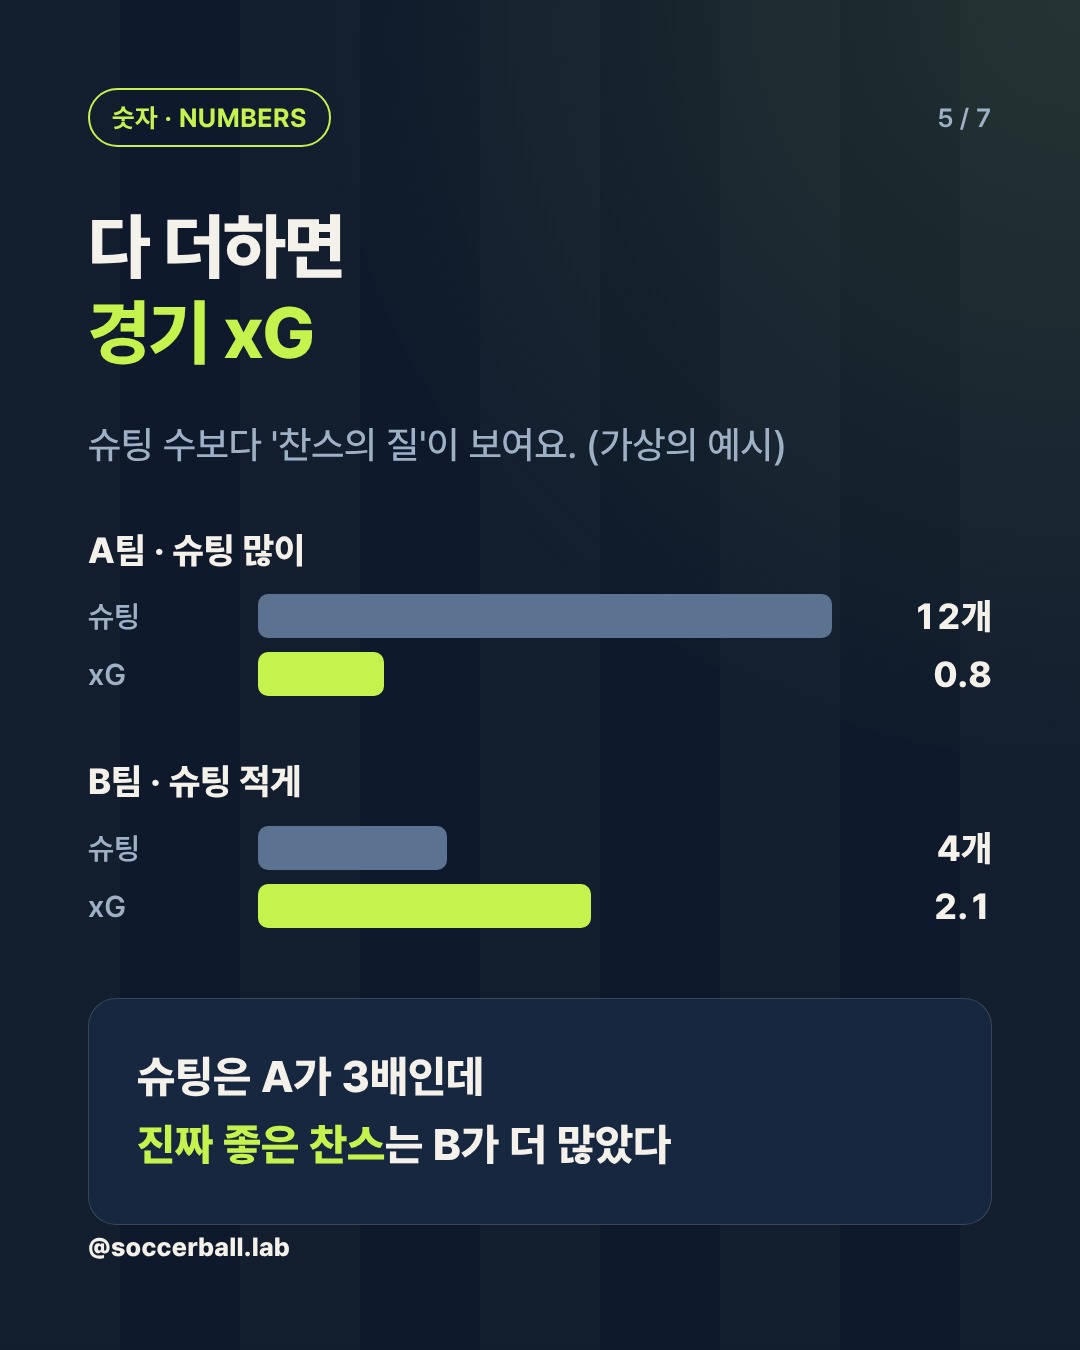 숫자 · NUMBERS
5 / 7
다 더하면
경기 xG
슈팅 수보다 '찬스의 질'이 보여요. (가상의 예시)
A팀 · 슈팅 많이
슈팅 12개
xG 0.8
B팀 · 슈팅 적게
슈팅 4개
xG 2.1
슈팅은 A가 3배인데
진짜 좋은 찬스는 B가 더 많았다
@soccerball.lab